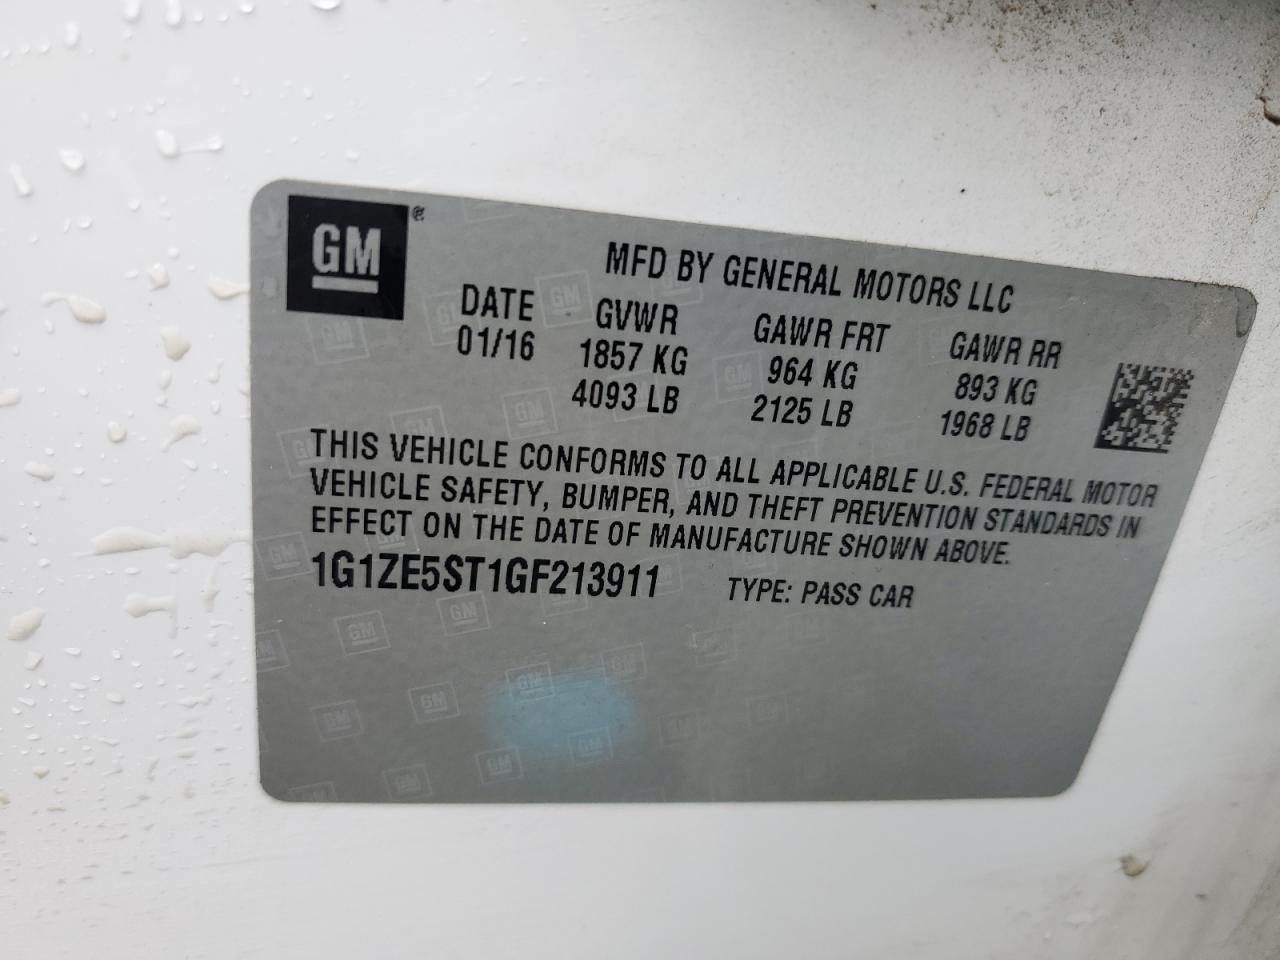 GM ®
MFD BY GENERAL MOTORS LLC
DATE GVWR GAWR FRT GAWR RR
01/16 1857 KG 964 KG 893 KG
4093 LB 2125 LB 1968 LB
THIS VEHICLE CONFORMS TO ALL APPLICABLE U.S. FEDERAL MOTOR
VEHICLE SAFETY, BUMPER, AND THEFT PREVENTION STANDARDS IN
EFFECT ON THE DATE OF MANUFACTURE SHOWN ABOVE.
1G1ZE5ST1GF213911 TYPE: PASS CAR